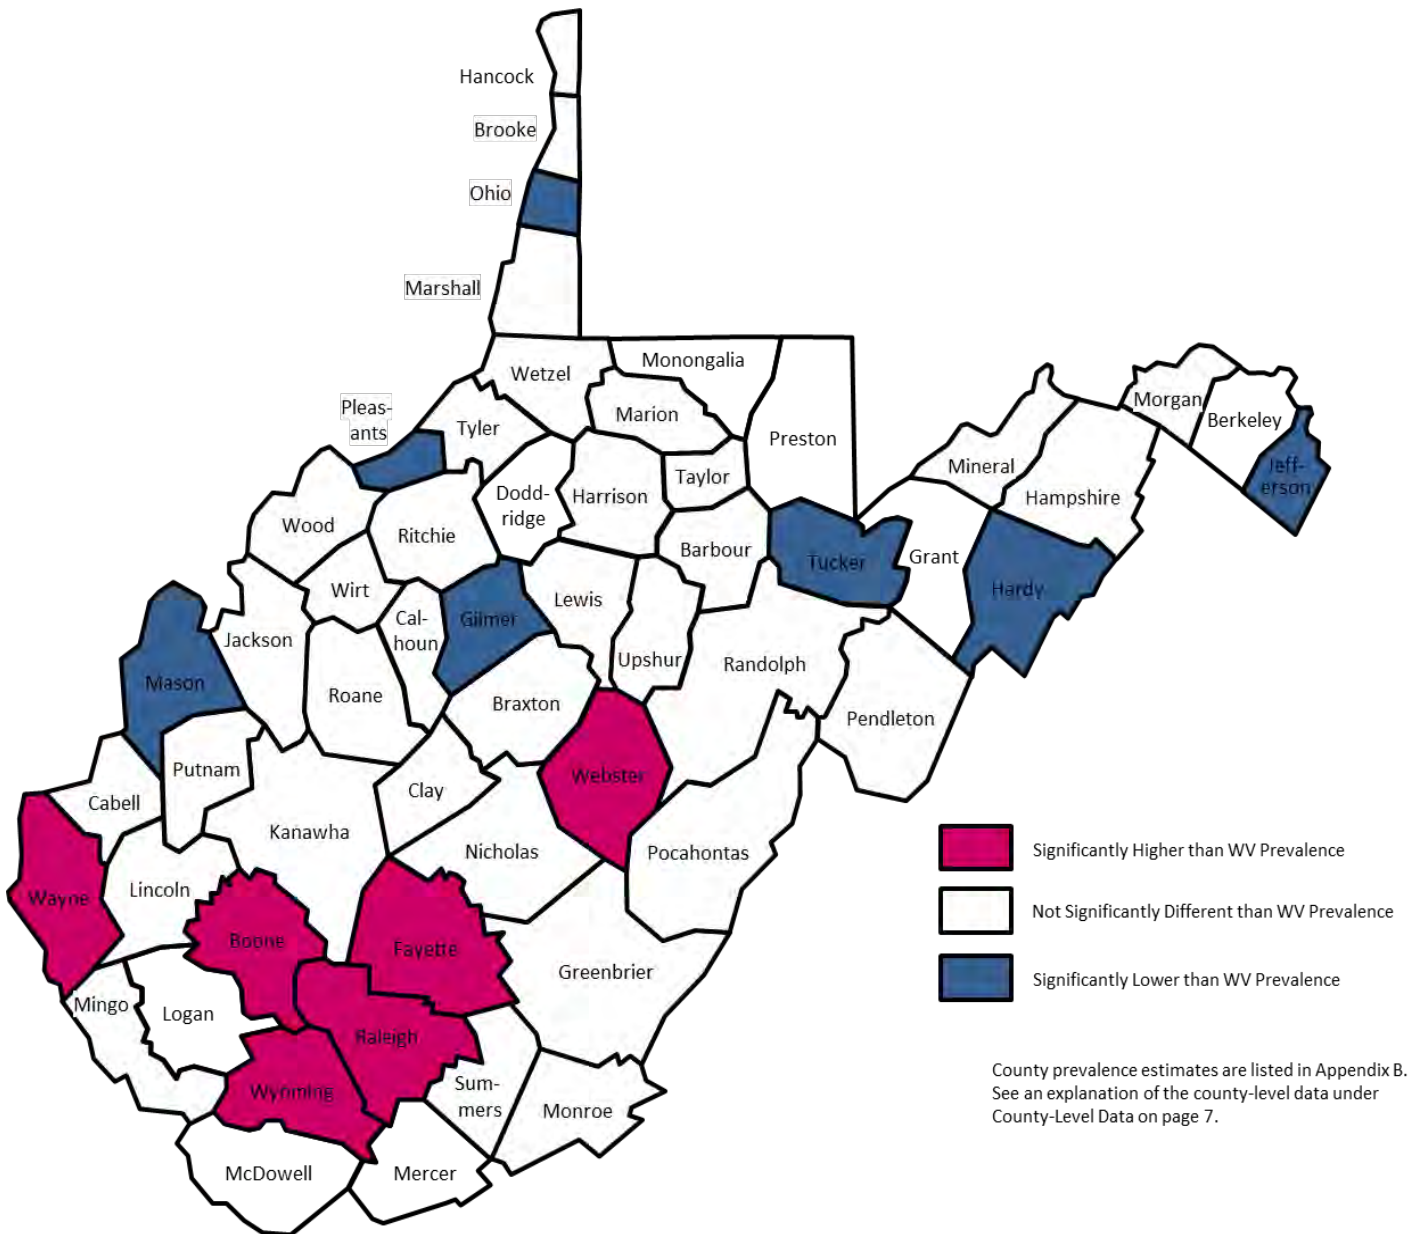 Hancock
Brooke
Ohio
Marshall
Wetzel
Monongalia
Pleas-
ants
Tyler
Marion
Preston
Morgan
Berkeley
Mineral
Hampshire
Jeff-
erson
Wood
Ritchie
Dodd-
ridge
Harrison
Taylor
Barbour
Tucker
Grant
Hardy
Wirt
Cal-
houn
Gilmer
Lewis
Upshur
Randolph
Jackson
Mason
Roane
Braxton
Pendleton
Putnam
Cabell
Clay
Webster
Kanawha
Nicholas
Pocahontas
Wayne
Lincoln
Boone
Fayette
Greenbrier
Mingo
Logan
Raleigh
Wyoming
Sum-
mers
Monroe
McDowell
Mercer
Significantly Higher than WV Prevalence
Not Significantly Different than WV Prevalence
Significantly Lower than WV Prevalence
County prevalence estimates are listed in Appendix B.
See an explanation of the county-level data under
County-Level Data on page 7.